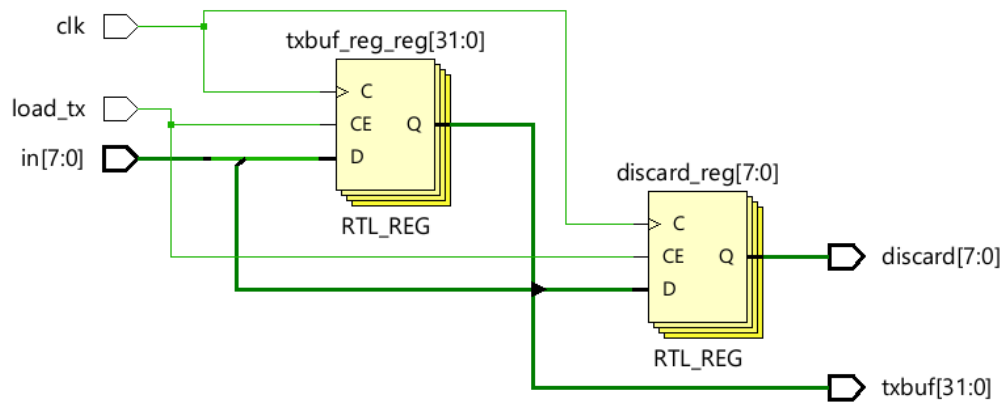 clk
load_tx
in[7:0]
txbuf_reg_reg[31:0]
C
CE
Q
D
RTL_REG
discard_reg[7:0]
C
CE
Q
D
RTL_REG
discard[7:0]
txbuf[31:0]